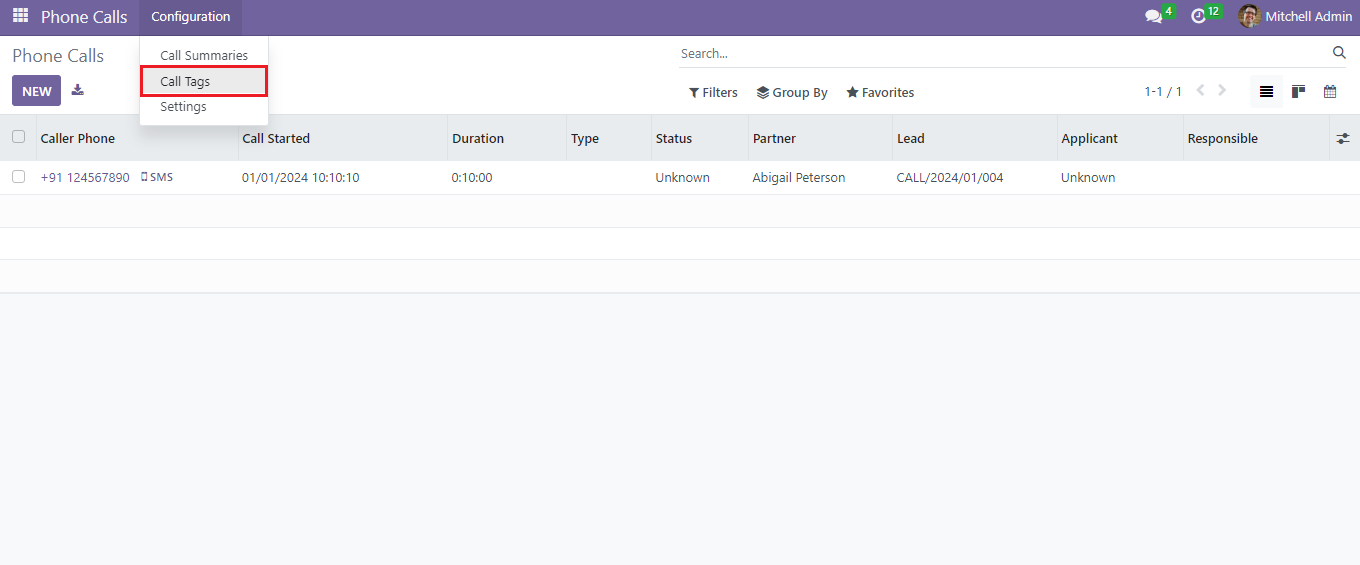 Phone Calls Configuration 4 12 Mitchell Admin
Phone Calls Call Summaries Search...
NEW Call Tags Filters Group By Favorites 1-1 / 1
Settings
Caller Phone Call Started Duration Type Status Partner Lead Applicant Responsible
+91 124567890 SMS 01/01/2024 10:10:10 0:10:00 Unknown Abigail Peterson CALL/2024/01/004 Unknown